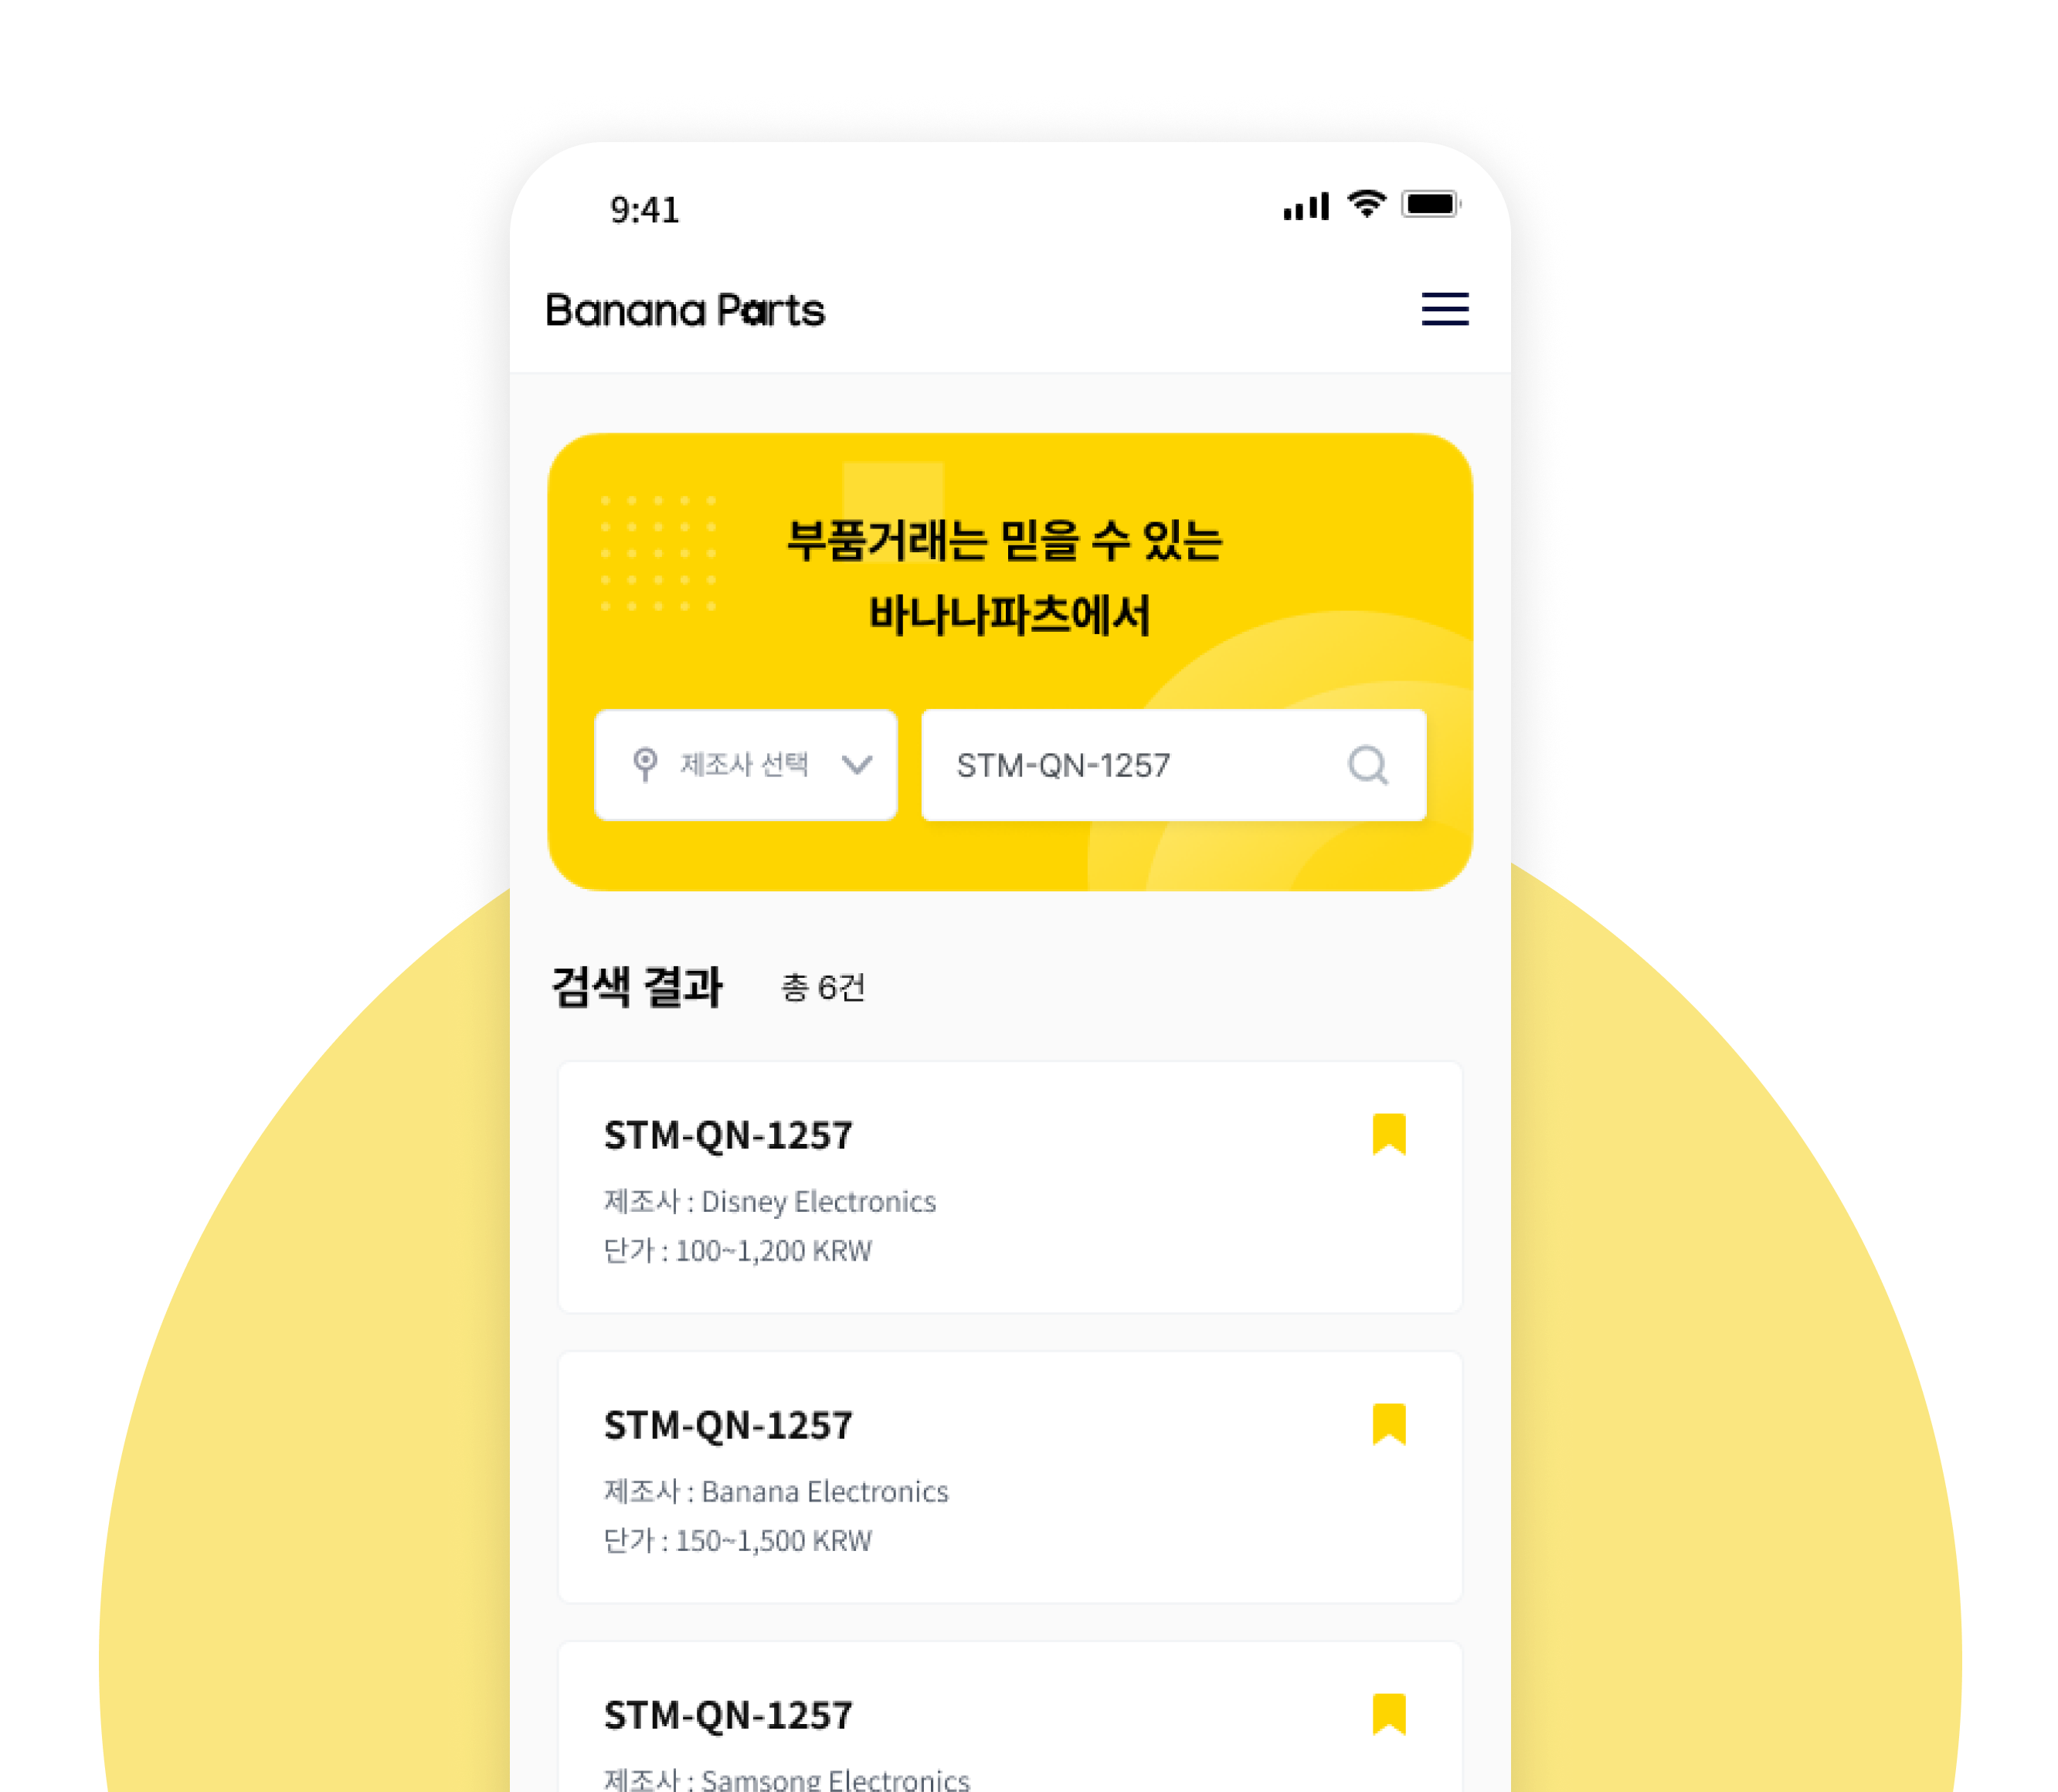 9:41
Banana Parts
부품거래는 믿을 수 있는
바나나파츠에서
제조사 선택
STM-QN-1257
검색 결과 총 6건
STM-QN-1257
제조사 : Disney Electronics
단가 : 100~1,200 KRW
STM-QN-1257
제조사 : Banana Electronics
단가 : 150~1,500 KRW
STM-QN-1257
제조사 : Samsong Electronics